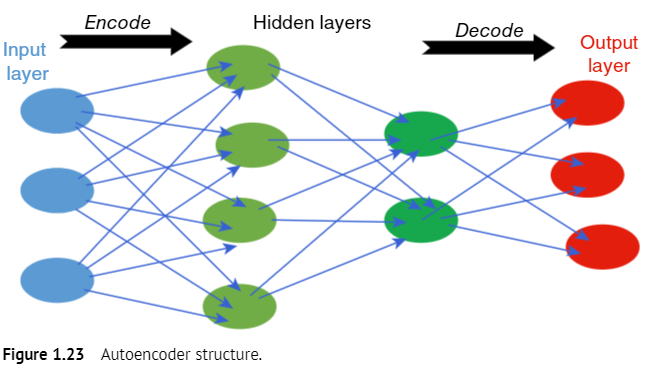 Encode
Hidden layers
Decode
Input
layer
Output
layer
Figure 1.23 Autoencoder structure.